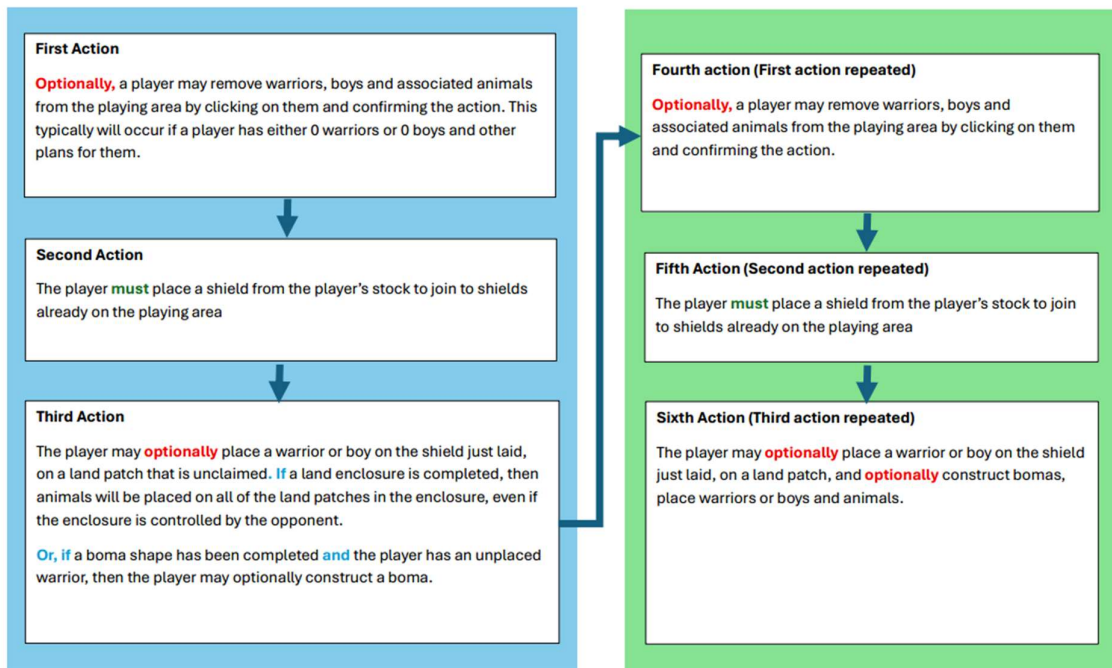 First Action
Optionally, a player may remove warriors, boys and associated animals
from the playing area by clicking on them and confirming the action. This
typically will occur if a player has either 0 warriors or 0 boys and other
plans for them.
Second Action
The player must place a shield from the player’s stock to join to shields
already on the playing area
Third Action
The player may optionally place a warrior or boy on the shield just laid,
on a land patch that is unclaimed. If a land enclosure is completed, then
animals will be placed on all of the land patches in the enclosure, even if
the enclosure is controlled by the opponent.
Or, if a boma shape has been completed and the player has an unplaced
warrior, then the player may optionally construct a boma.
Fourth action (First action repeated)
Optionally, a player may remove warriors, boys and
associated animals from the playing area by clicking on them
and confirming the action.
Fifth Action (Second action repeated)
The player must place a shield from the player’s stock to join
to shields already on the playing area
Sixth Action (Third action repeated)
The player may optionally place a warrior or boy on the shield
just laid, on a land patch, and optionally construct bomas,
place warriors or boys and animals.